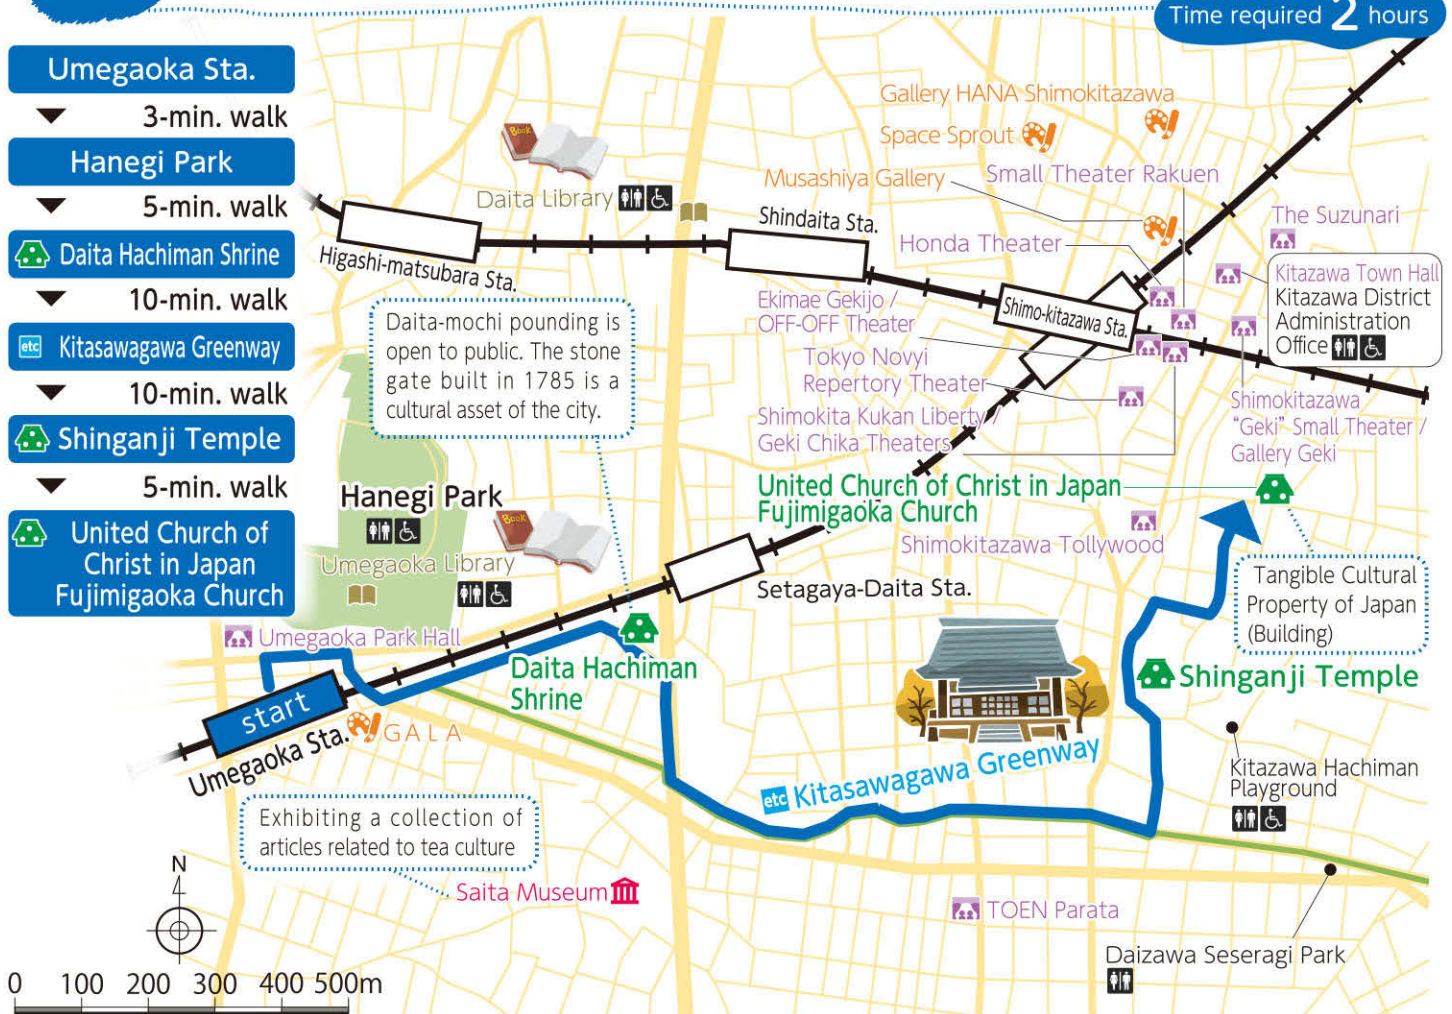 Time required 2 hours
Umegaoka Sta.
3-min. walk
Hanegi Park
5-min. walk
Daita Hachiman Shrine
10-min. walk
etc Kitasawagawa Greenway
10-min. walk
Shinganji Temple
5-min. walk
United Church of
Christ in Japan
Fujimigaoka Church
Gallery HANA Shimokitazawa
Space Sprout
Musashiya Gallery
Small Theater Rakuen
Book
Daita Library
Shindaita Sta.
Honda Theater
The Suzunari
Higashi-matsubara Sta.
Kitazawa Town Hall
Kitazawa District
Administration
Office
Ekimae Gekijo /
OFF-OFF Theater
Shimo-kitazawa Sta.
Daita-mochi pounding is
open to public. The stone
gate built in 1785 is a
cultural asset of the city.
Tokyo Novyi
Repertory Theater
Shimokita Kukan Liberty /
Geki Chika Theaters
Shimokitazawa
"Geki" Small Theater /
Gallery Geki
Hanegi Park
Book
Umegaoka Library
United Church of Christ in Japan
Fujimigaoka Church
Shimokitazawa Tollywood
Setagaya-Daita Sta.
Tangible Cultural
Property of Japan
(Building)
Umegaoka Park Hall
Daita Hachiman
Shrine
Shinganji Temple
start
Umegaoka Sta.
GALA
etc Kitasawagawa Greenway
Kitazawa Hachiman
Playground
Exhibiting a collection of
articles related to tea culture
Saita Museum
TOEN Parata
Daizawa Seseragi Park
N
0 100 200 300 400 500m